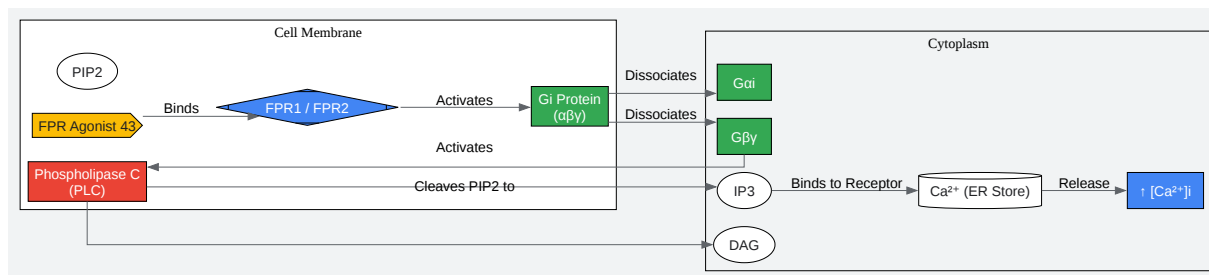 Cell Membrane
Cytoplasm
PIP2
Dissociates
Gαi
FPR Agonist 43
Binds
FPR1 / FPR2
Activates
Gi Protein
(αβγ)
Dissociates
Gβγ
Activates
Phospholipase C
(PLC)
Cleaves PIP2 to
IP3
Binds to Receptor
Ca²⁺ (ER Store)
Release
↑ [Ca²⁺]i
DAG